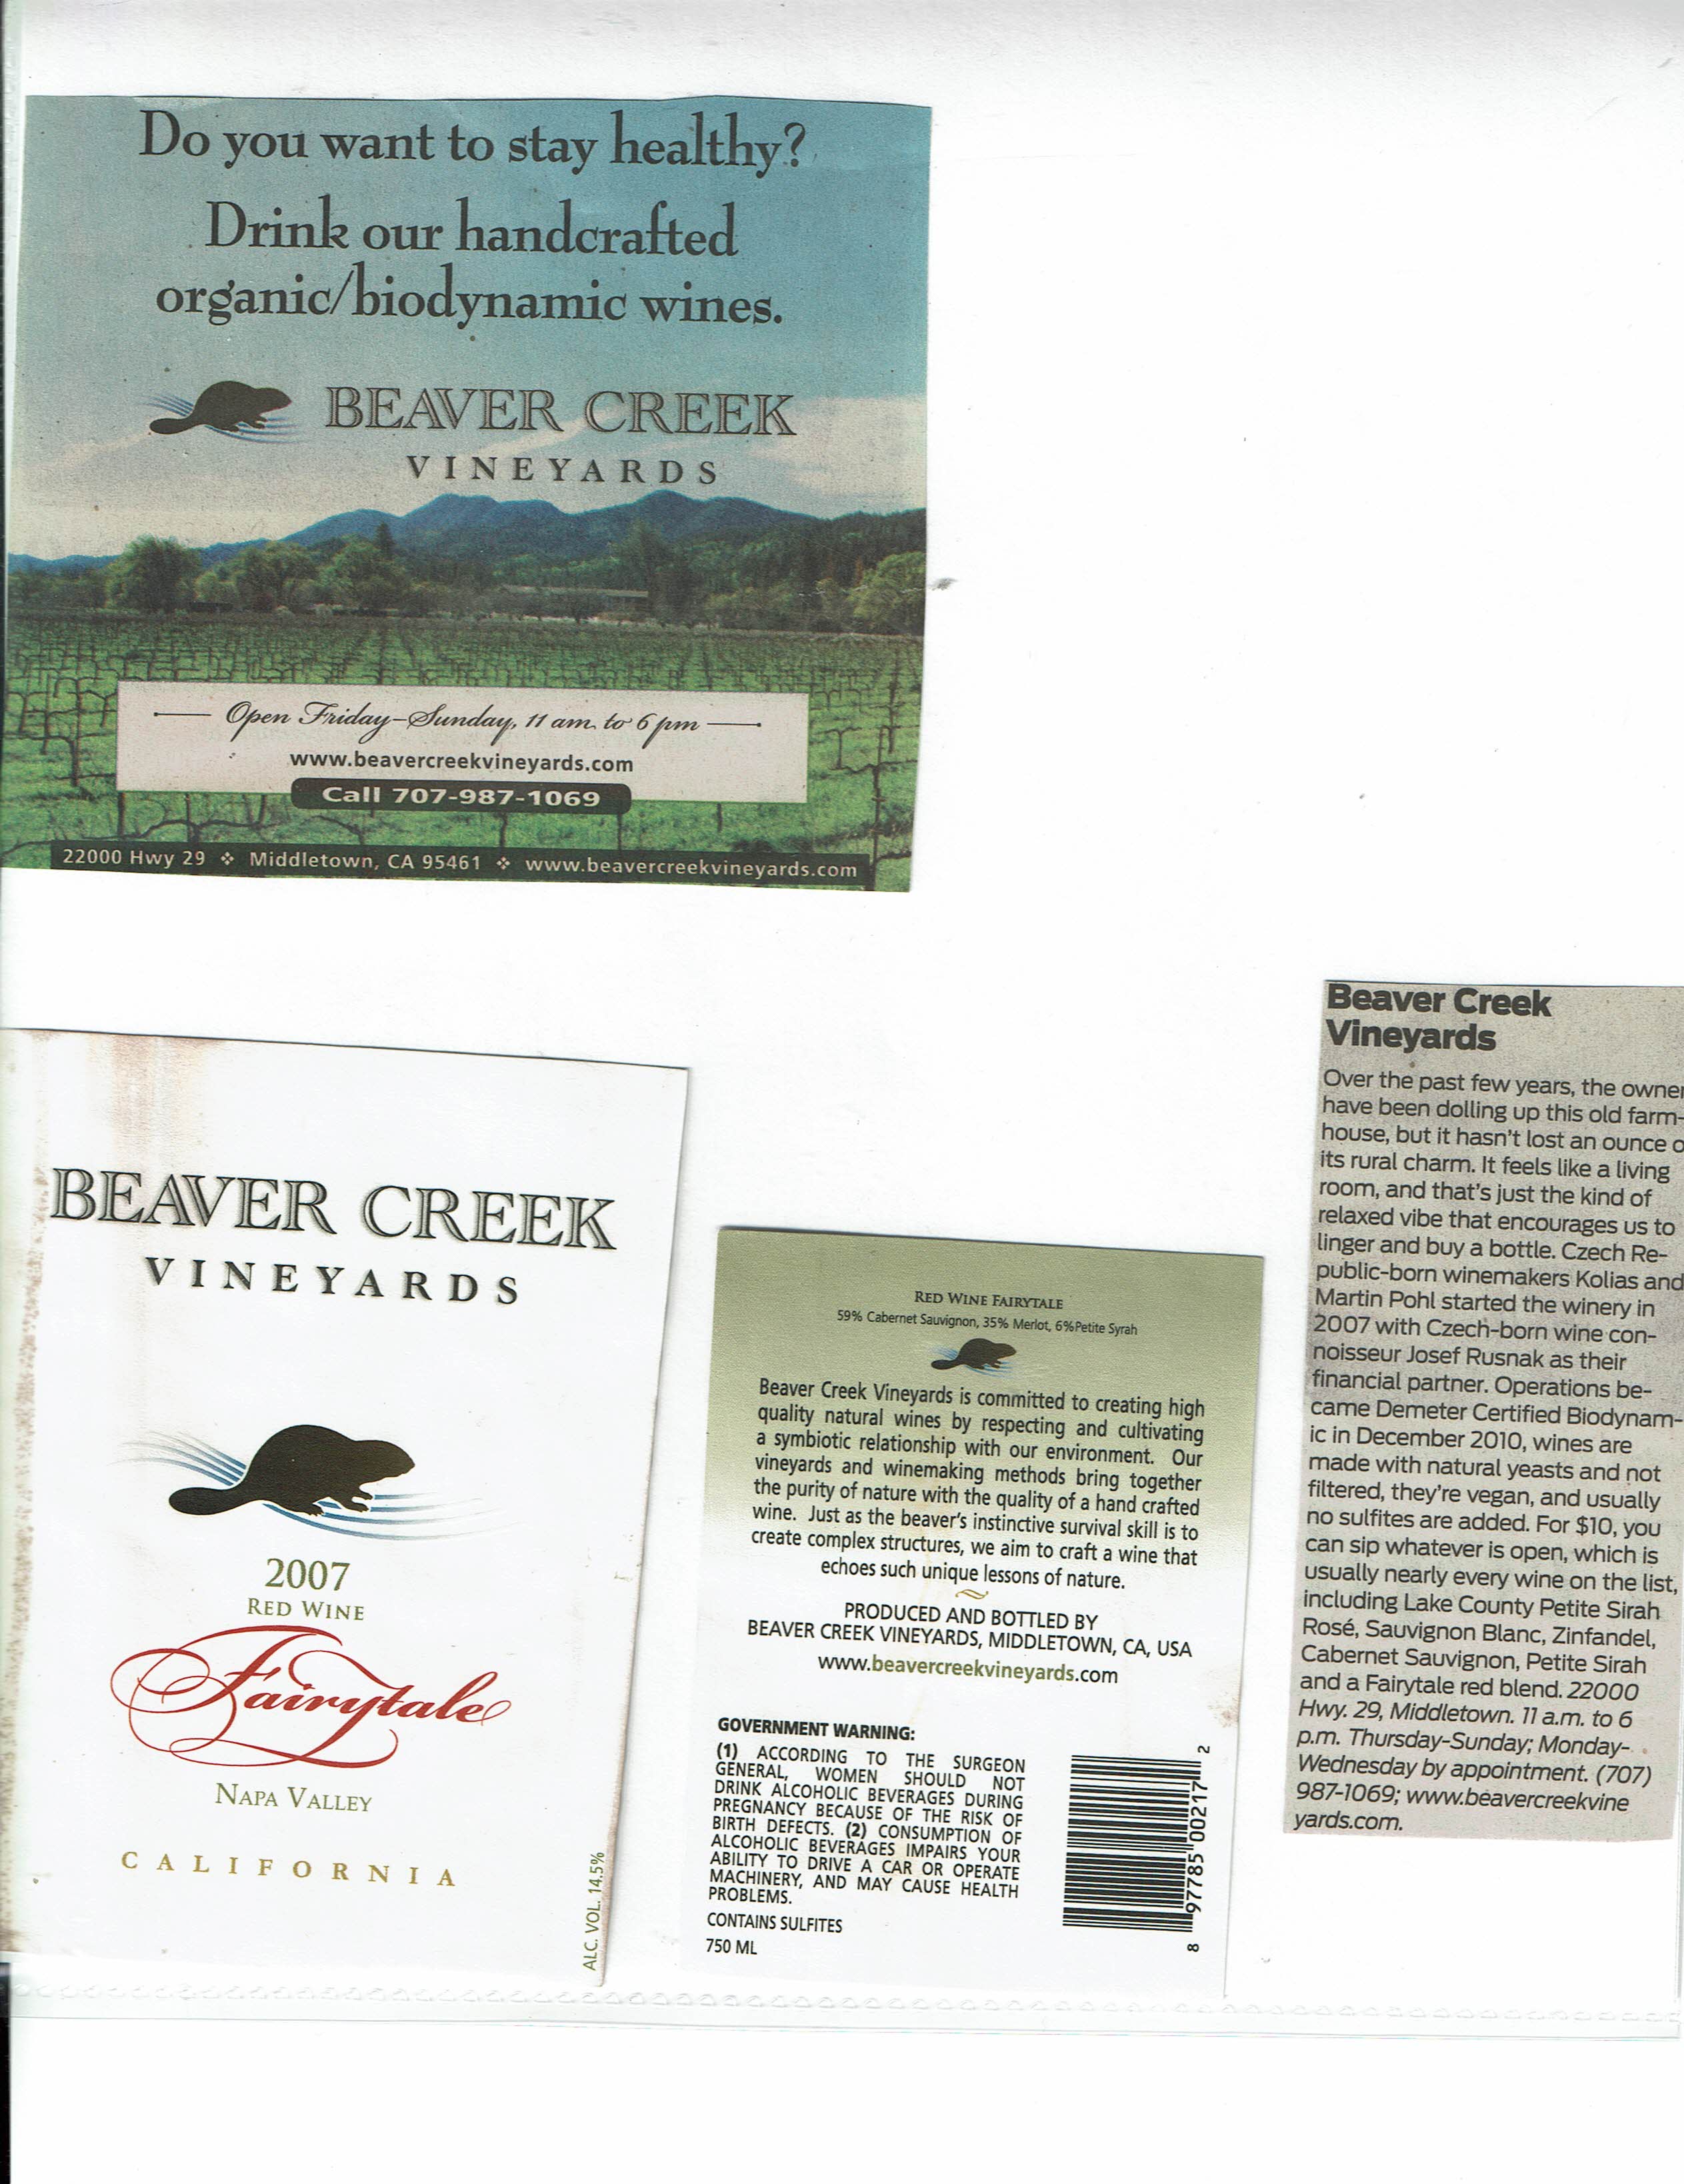 Do you want to stay healthy?
Drink our handcrafted
organic/biodynamic wines.
BEAVER CREEK
VINEYARDS
Open Friday–Sunday, 11 am to 6 pm
www.beavercreekvineyards.com
Call 707-987-1069
22000 Hwy 29 ❖ Middletown, CA 95461 ❖ www.beavercreekvineyards.com
BEAVER CREEK
VINEYARDS
2007
RED WINE
Fairytale
NAPA VALLEY
CALIFORNIA
ALC. VOL. 14.5%
RED WINE FAIRYTALE
59% Cabernet Sauvignon, 35% Merlot, 6%Petite Syrah
Beaver Creek Vineyards is committed to creating high
quality natural wines by respecting and cultivating
a symbiotic relationship with our environment. Our
vineyards and winemaking methods bring together
the purity of nature with the quality of a hand crafted
wine. Just as the beaver's instinctive survival skill is to
create complex structures, we aim to craft a wine that
echoes such unique lessons of nature.
PRODUCED AND BOTTLED BY
BEAVER CREEK VINEYARDS, MIDDLETOWN, CA, USA
www.beavercreekvineyards.com
GOVERNMENT WARNING:
(1) ACCORDING TO THE SURGEON
GENERAL, WOMEN SHOULD NOT
DRINK ALCOHOLIC BEVERAGES DURING
PREGNANCY BECAUSE OF THE RISK OF
BIRTH DEFECTS. (2) CONSUMPTION OF
ALCOHOLIC BEVERAGES IMPAIRS YOUR
ABILITY TO DRIVE A CAR OR OPERATE
MACHINERY, AND MAY CAUSE HEALTH
PROBLEMS.
CONTAINS SULFITES
750 ML
8 97785 00217 2
Beaver Creek
Vineyards
Over the past few years, the owner
have been dolling up this old farm-
house, but it hasn't lost an ounce o
its rural charm. It feels like a living
room, and that's just the kind of
relaxed vibe that encourages us to
linger and buy a bottle. Czech Re-
public-born winemakers Kolias and
Martin Pohl started the winery in
2007 with Czech-born wine con-
noisseur Josef Rusnak as their
financial partner. Operations be-
came Demeter Certified Biodynam-
ic in December 2010, wines are
made with natural yeasts and not
filtered, they're vegan, and usually
no sulfites are added. For $10, you
can sip whatever is open, which is
usually nearly every wine on the list,
including Lake County Petite Sirah
Rosé, Sauvignon Blanc, Zinfandel,
Cabernet Sauvignon, Petite Sirah
and a Fairytale red blend. 22000
Hwy. 29, Middletown. 11 a.m. to 6
p.m. Thursday-Sunday; Monday-
Wednesday by appointment. (707)
987-1069; www.beavercreekvine
yards.com.